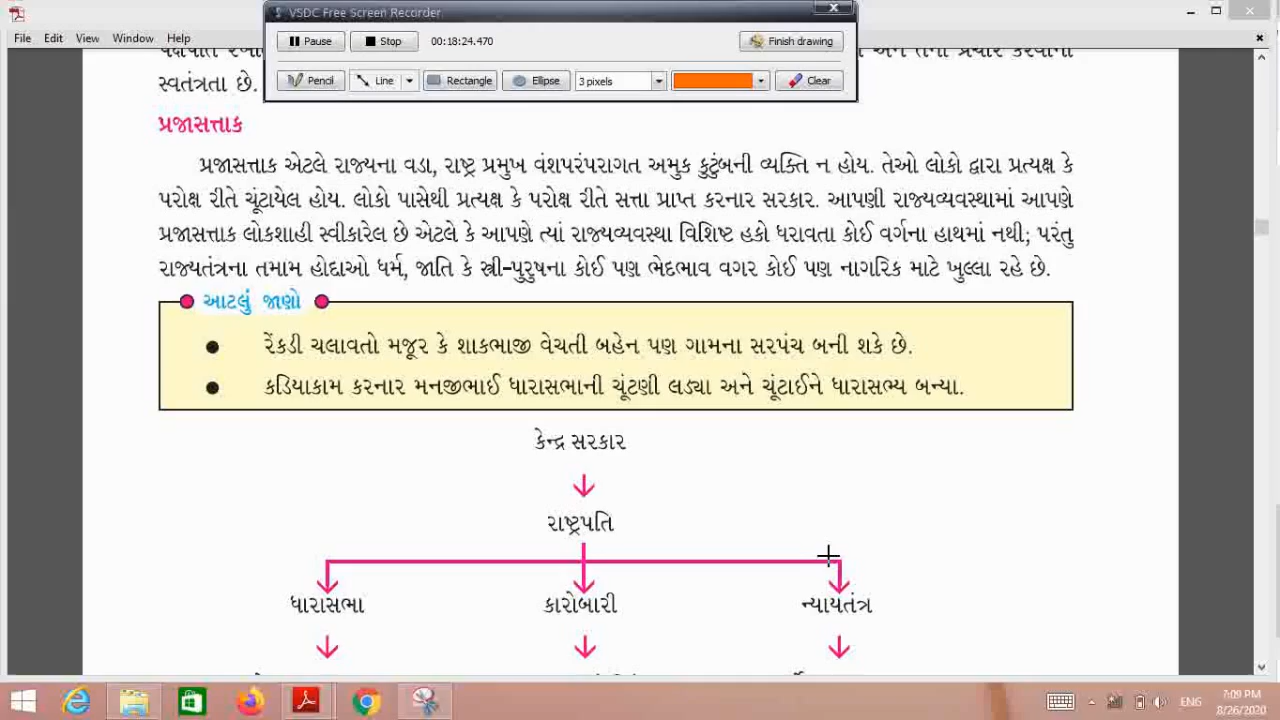 VSDC Free Screen Recorder
File Edit View Window Help
Pause Stop 00:18:24.470 Finish drawing
Pencil Line Rectangle Ellipse 3 pixels Clear
સ્વતંત્રતા છે.
પ્રજાસત્તાક
પ્રજાસત્તાક એટલે રાજ્યના વડા, રાષ્ટ્ર પ્રમુખ વંશપરંપરાગત અમુક કુટુંબની વ્યક્તિ ન હોય. તેઓ લોકો દ્વારા પ્રત્યક્ષ કે
પરોક્ષ રીતે ચૂંટાયેલ હોય. લોકો પાસેથી પ્રત્યક્ષ કે પરોક્ષ રીતે સત્તા પ્રાપ્ત કરનાર સરકાર. આપણી રાજ્યવ્યવસ્થામાં આપણે
પ્રજાસત્તાક લોકશાહી સ્વીકારેલ છે એટલે કે આપણે ત્યાં રાજ્યવ્યવસ્થા વિશિષ્ટ હકો ધરાવતા કોઈ વર્ગના હાથમાં નથી; પરંતુ
રાજ્યતંત્રના તમામ હોદાઓ ધર્મ, જાતિ કે સ્ત્રી-પુરુષના કોઈ પણ ભેદભાવ વગર કોઈ પણ નાગરિક માટે ખુલ્લા રહે છે.
આટલું જાણો
● રેંકડી ચલાવતો મજૂર કે શાકભાજી વેચતી બહેન પણ ગામના સરપંચ બની શકે છે.
● કડિયાકામ કરનાર મનજીભાઈ ધારાસભાની ચૂંટણી લડ્યા અને ચૂંટાઈને ધારાસભ્ય બન્યા.
કેન્દ્ર સરકાર
રાષ્ટ્રપતિ
ધારાસભા કારોબારી ન્યાયતંત્ર
ENG 7:09 PM
8/26/2020